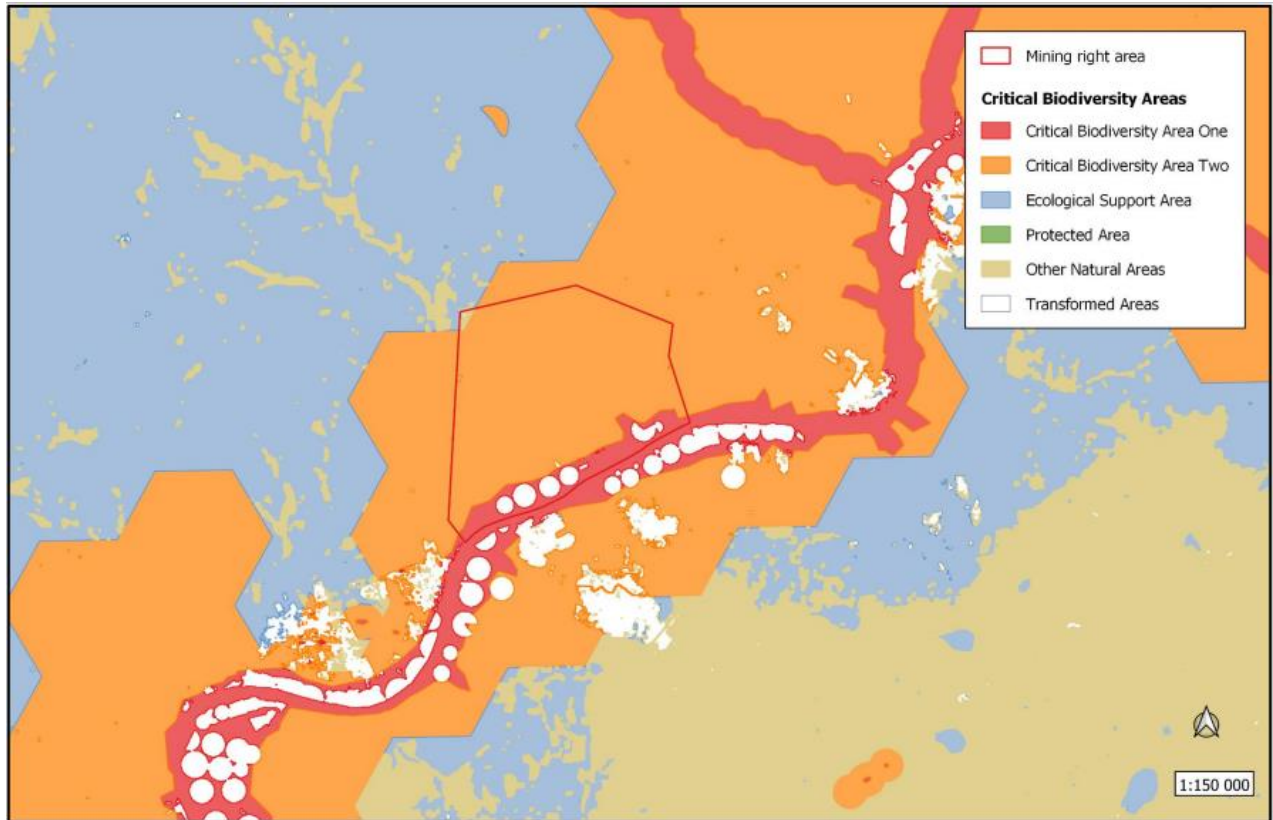 Mining right area
Critical Biodiversity Areas
Critical Biodiversity Area One
Critical Biodiversity Area Two
Ecological Support Area
Protected Area
Other Natural Areas
Transformed Areas
1:150 000